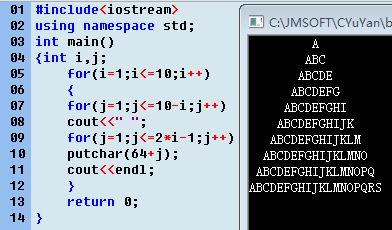 01 #include<iostream>
02 using namespace std;
03 int main()
04 {int i,j;
05     for(i=1;i<=10;i++)
06     {
07     for(j=1;j<=10-i;j++)
08     cout<<" ";
09     for(j=1;j<=2*i-1;j++)
10     putchar(64+j);
11     cout<<endl;
12     }
13     return 0;
14 }
C:\JMSOFT\CYuYan\b
A
ABC
ABCDE
ABCDEFG
ABCDEFGHI
ABCDEFGHIJK
ABCDEFGHIJKLM
ABCDEFGHIJKLMNO
ABCDEFGHIJKLMNOPQ
ABCDEFGHIJKLMNOPQRS